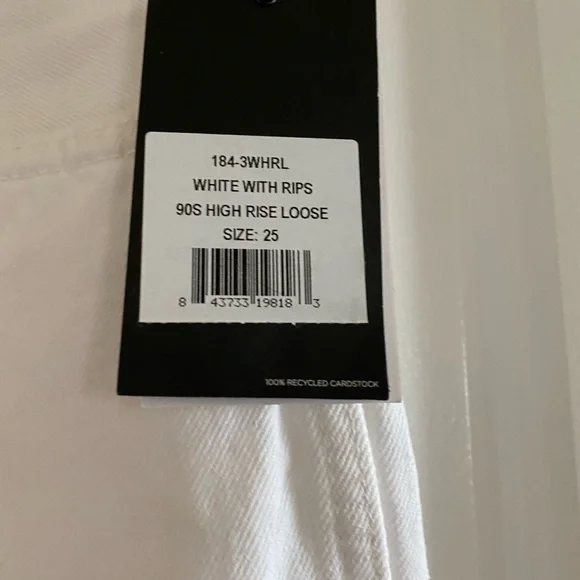 184-3WHRL
WHITE WITH RIPS
90S HIGH RISE LOOSE
SIZE: 25
8 43733 19818 3
100% RECYCLED CARDSTOCK